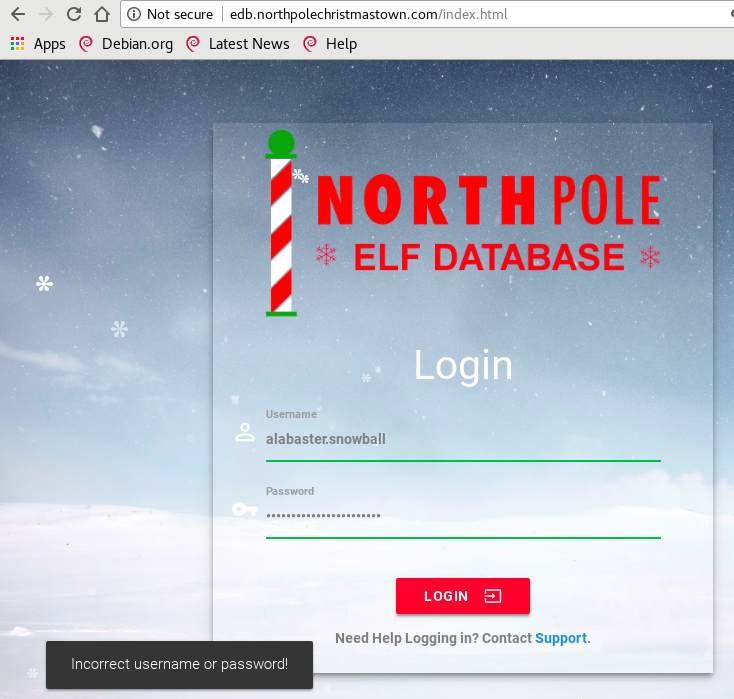 Not secure | edb.northpolechristmastown.com/index.html
Apps Debian.org Latest News Help
NORTH POLE
ELF DATABASE
Login
Username
alabaster.snowball
Password
••••••••••••••••••••••
LOGIN
Need Help Logging in? Contact Support.
Incorrect username or password!